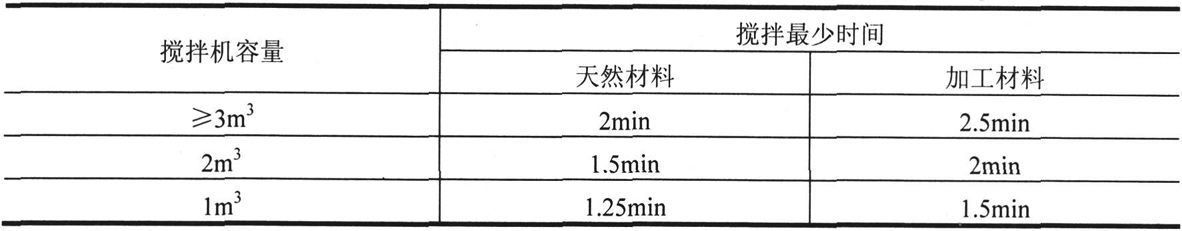 搅拌机容量 搅拌最少时间
天然材料 加工材料
≥3m³ 2min 2.5min
2m³ 1.5min 2min
1m³ 1.25min 1.5min